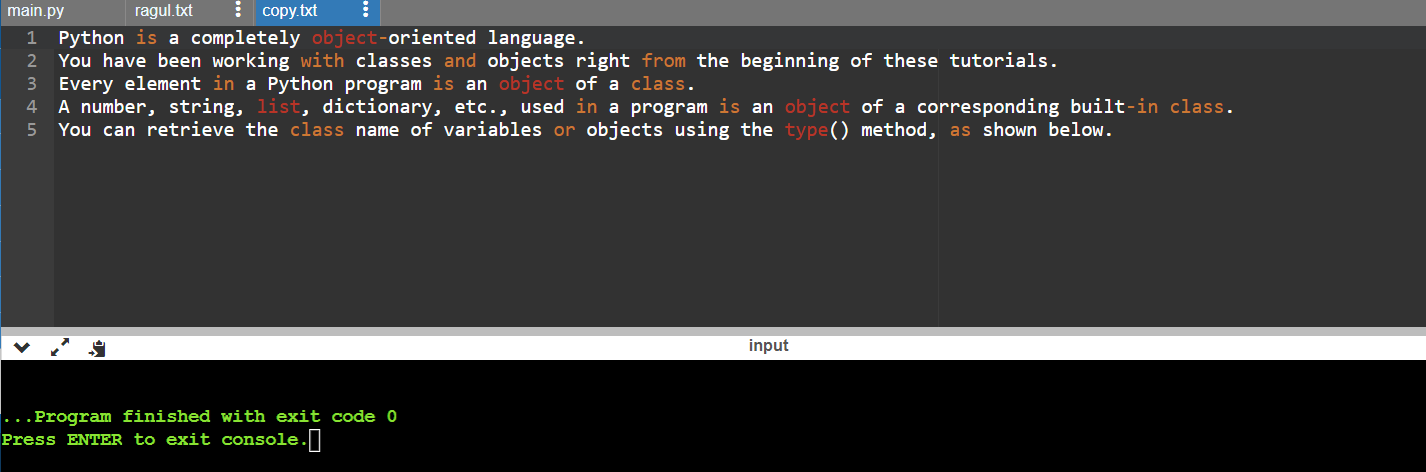 main.py ragul.txt copy.txt
1 Python is a completely object-oriented language.
2 You have been working with classes and objects right from the beginning of these tutorials.
3 Every element in a Python program is an object of a class.
4 A number, string, list, dictionary, etc., used in a program is an object of a corresponding built-in class.
5 You can retrieve the class name of variables or objects using the type() method, as shown below.
input
...Program finished with exit code 0
Press ENTER to exit console.